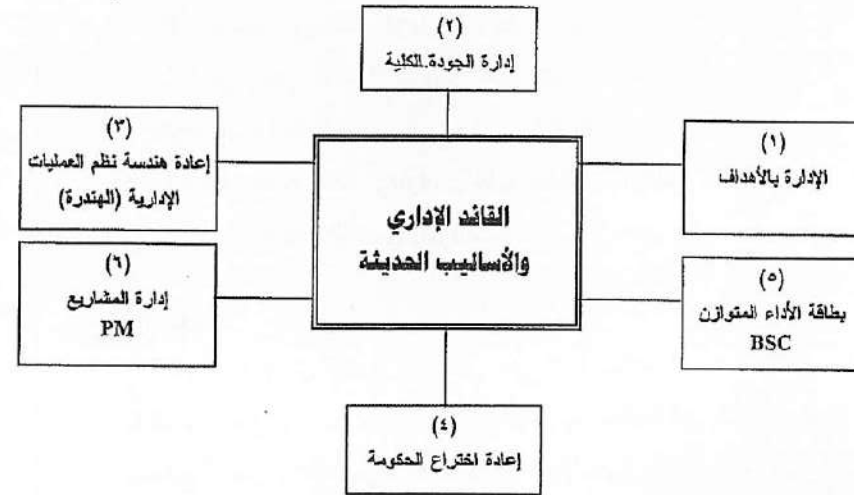 (٢)
إدارة الجودة.الكلية
(١)
الإدارة بالأهداف
(٣)
إعادة هندسة نظم العمليات
الإدارية (الهندرة)
القائد الإداري
والأساليب الحديثة
(٥)
بطاقة الأداء المتوازن
BSC
(٦)
إدارة المشاريع
PM
(٤)
إعادة اختراع الحكومة